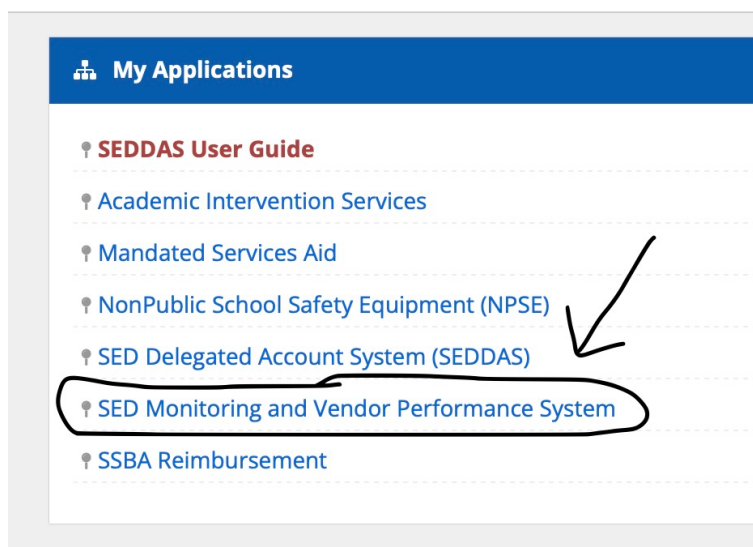 My Applications
SEDDAS User Guide
Academic Intervention Services
Mandated Services Aid
NonPublic School Safety Equipment (NPSE)
SED Delegated Account System (SEDDAS)
SED Monitoring and Vendor Performance System
SSBA Reimbursement